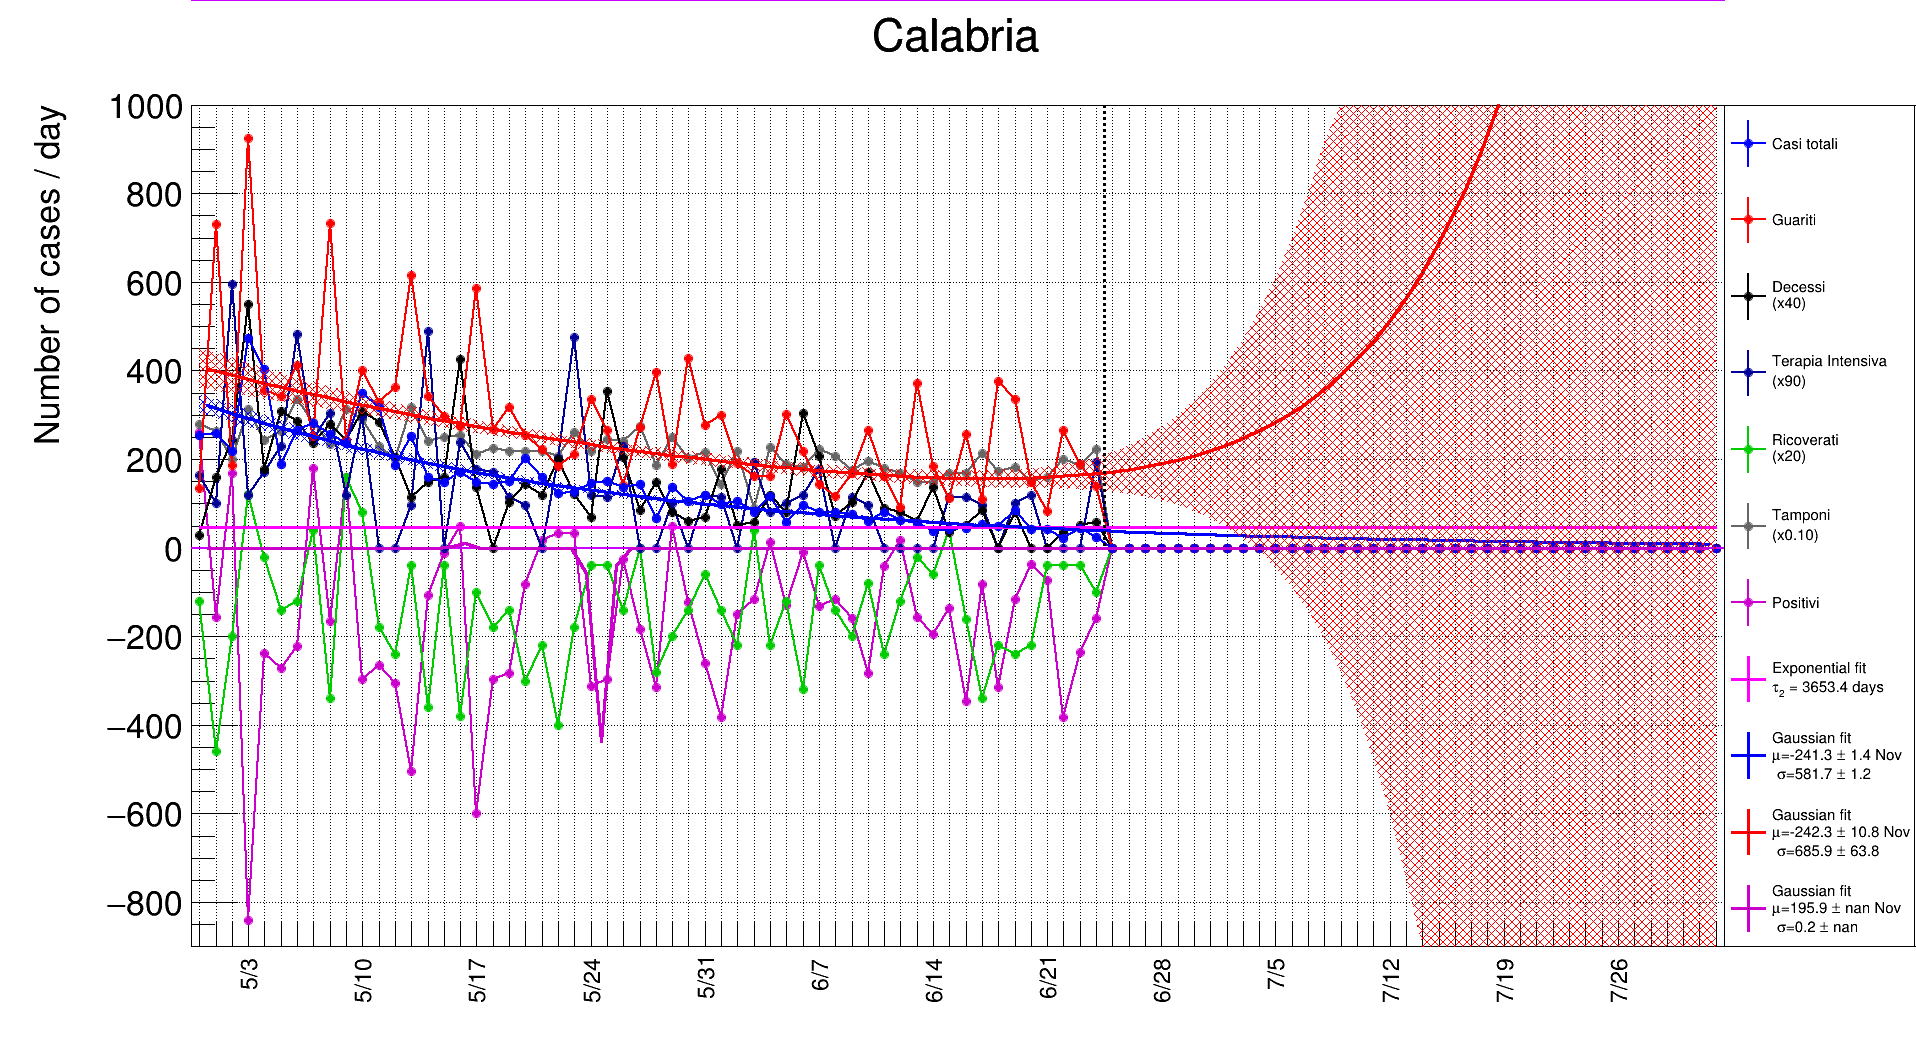 Calabria
Number of cases / day
1000
800
600
400
200
0
−200
−400
−600
−800
5/3
5/10
5/17
5/24
5/31
6/7
6/14
6/21
6/28
7/5
7/12
7/19
7/26
Casi totali
Guariti
Decessi
(x40)
Terapia Intensiva
(x90)
Ricoverati
(x20)
Tamponi
(x0.10)
Positivi
Exponential fit
τ2 = 3653.4 days
Gaussian fit
μ=-241.3 ± 1.4 Nov
σ=581.7 ± 1.2
Gaussian fit
μ=-242.3 ± 10.8 Nov
σ=685.9 ± 63.8
Gaussian fit
μ=195.9 ± nan Nov
σ=0.2 ± nan